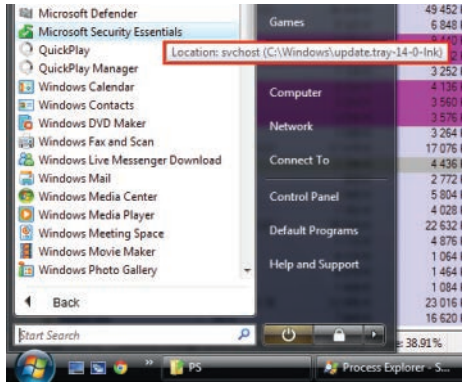 Microsoft Defender
Microsoft Security Essentials
QuickPlay
QuickPlay Manager
Windows Calendar
Windows Contacts
Windows DVD Maker
Windows Fax and Scan
Windows Live Messenger Download
Windows Mail
Windows Media Center
Windows Media Player
Windows Meeting Space
Windows Movie Maker
Windows Photo Gallery
Back
Start Search
Location: svchost (C:\Windows\update.tray-14-0-lnk)
Games
Computer
Network
Connect To
Control Panel
Default Programs
Help and Support
49 452
6 848
3 252
4 136
3 560
3 576
3 264
17 076
4 436
2 772
5 804
4 028
22 632
4 876
1 064
1 464
1 084
23 016
16 620
38.91%
PS
Process Explorer - S...